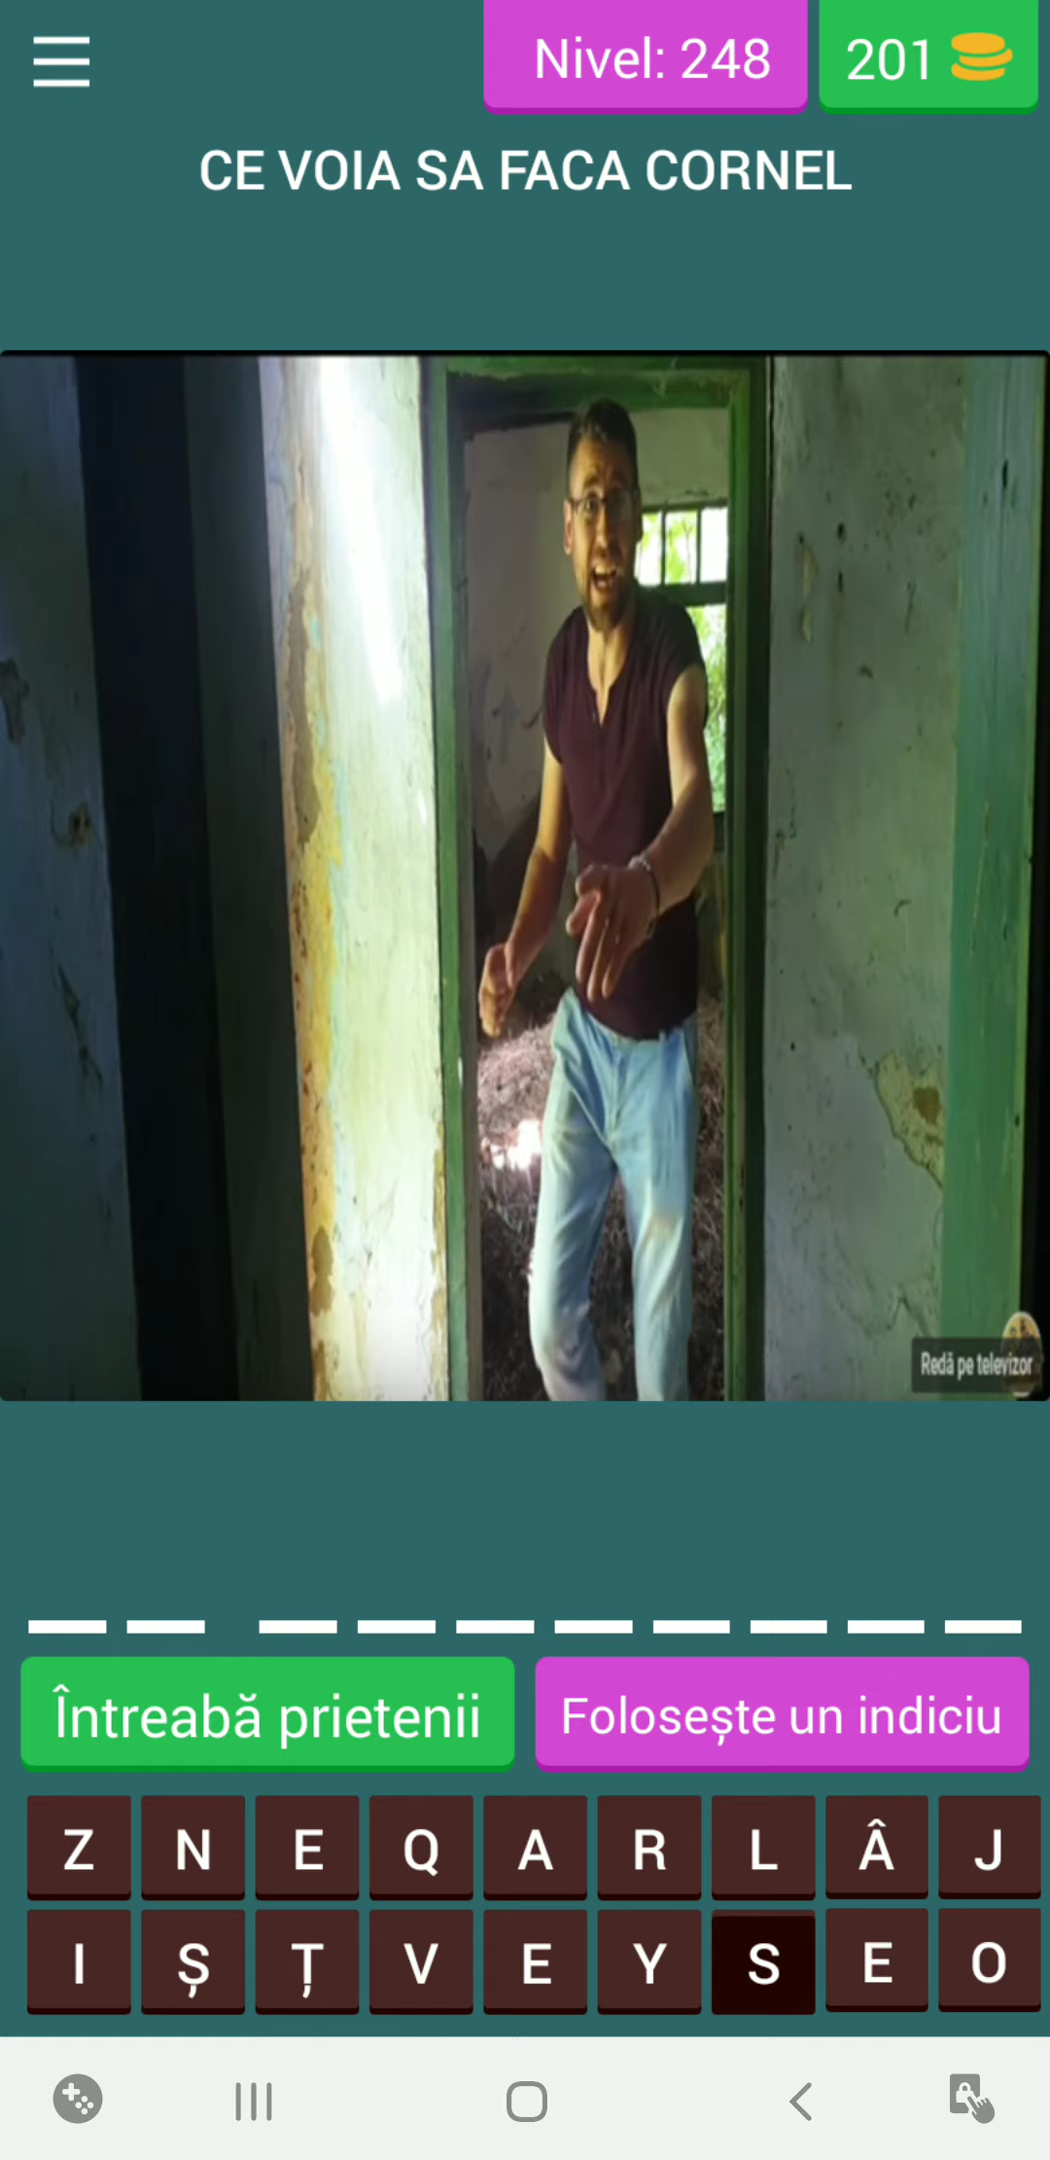 Nivel: 248
201
CE VOIA SA FACA CORNEL
Redă pe televizor
Întreabă prietenii
Folosește un indiciu
Z N E Q A R L Â J
I Ș Ț V E Y S E O